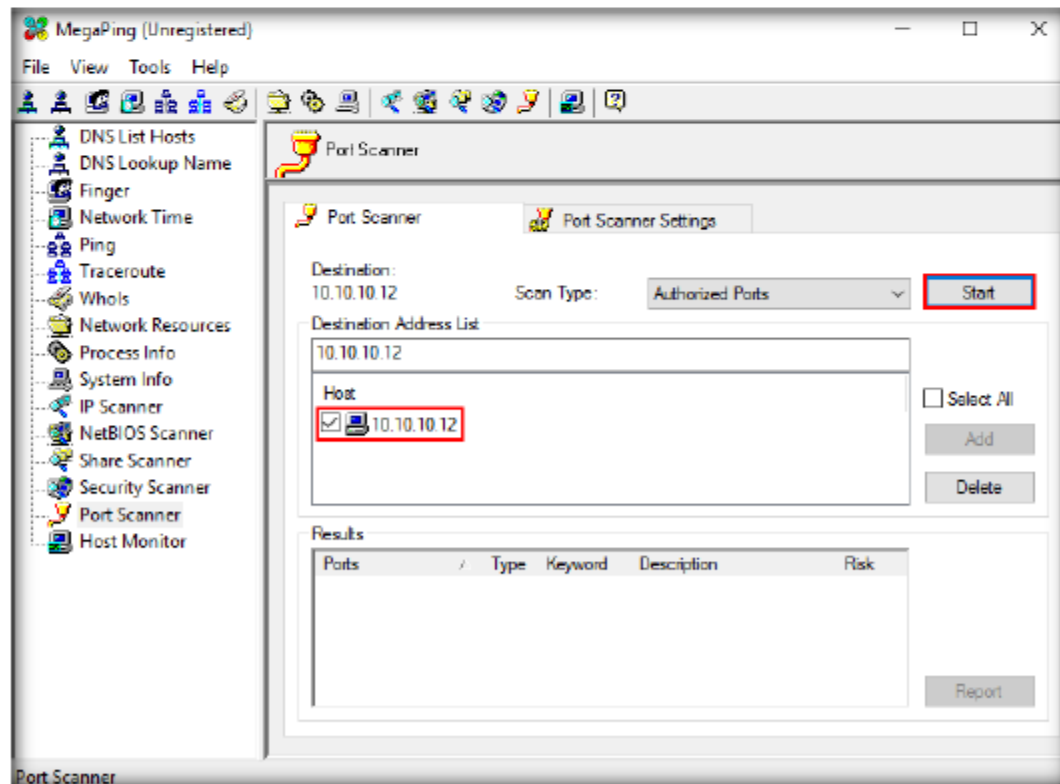 MegaPing (Unregistered)
File View Tools Help
DNS List Hosts
DNS Lookup Name
Finger
Network Time
Ping
Traceroute
WhoIs
Network Resources
Process Info
System Info
IP Scanner
NetBIOS Scanner
Share Scanner
Security Scanner
Port Scanner
Host Monitor
Port Scanner
Port Scanner Port Scanner Settings
Destination:
10.10.10.12 Scan Type: Authorized Ports Start
Destination Address List
10.10.10.12
Host
10.10.10.12
Select All
Add
Delete
Results
Ports / Type Keyword Description Risk
Report
Port Scanner